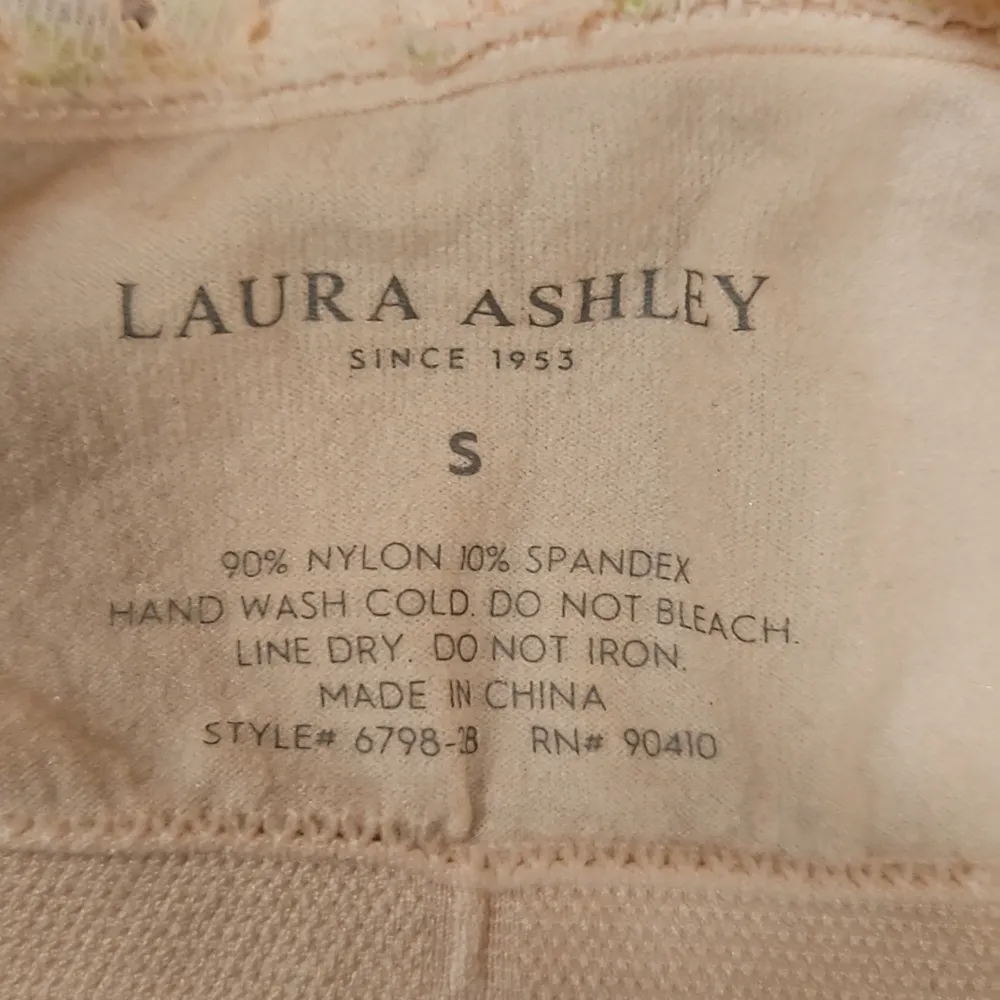 LAURA ASHLEY
SINCE 1953
S
90% NYLON 10% SPANDEX
HAND WASH COLD. DO NOT BLEACH.
LINE DRY. DO NOT IRON.
MADE IN CHINA
STYLE# 6798-2B RN# 90410